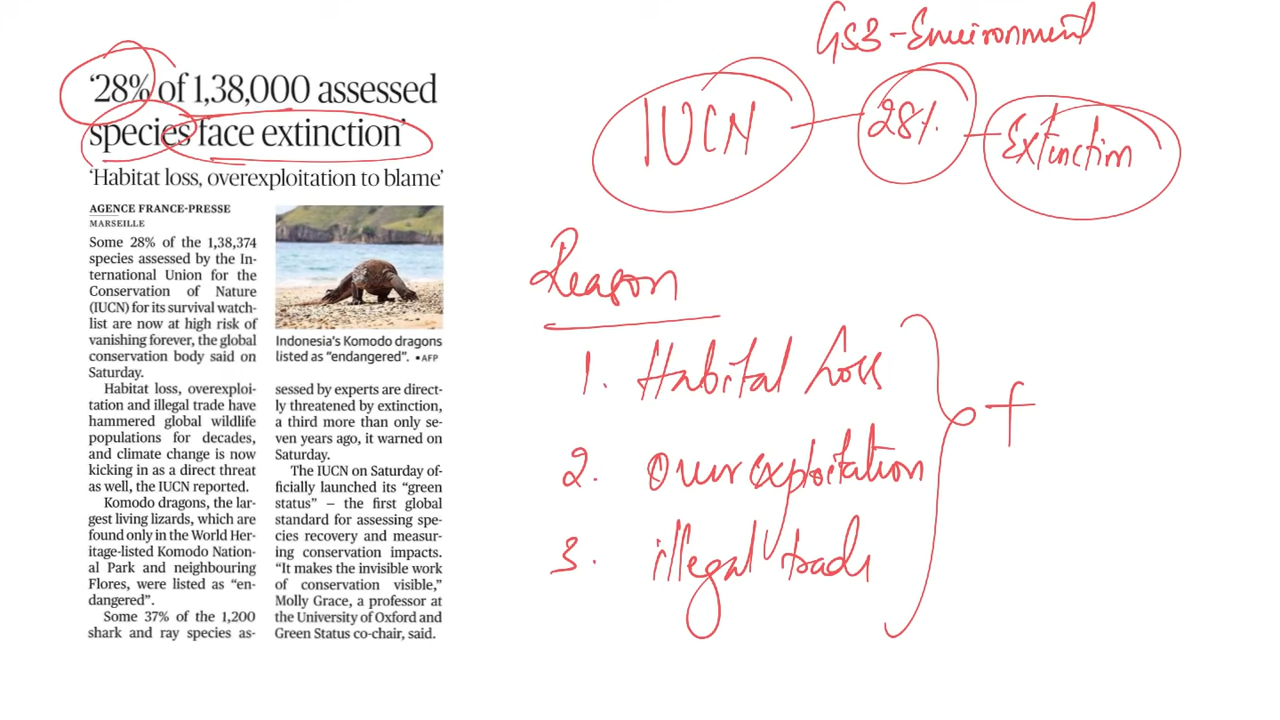 GS3 - Environment
'28% of 1,38,000 assessed
species face extinction'
'Habitat loss, overexploitation to blame'
AGENCE FRANCE-PRESSE
MARSEILLE
Some 28% of the 1,38,374
species assessed by the In-
ternational Union for the
Conservation of Nature
(IUCN) for its survival watch-
list are now at high risk of
vanishing forever, the global
conservation body said on
Saturday.
Habitat loss, overexploi-
tation and illegal trade have
hammered global wildlife
populations for decades,
and climate change is now
kicking in as a direct threat
as well, the IUCN reported.
Komodo dragons, the lar-
gest living lizards, which are
found only in the World Her-
itage-listed Komodo Nation-
al Park and neighbouring
Flores, were listed as "en-
dangered".
Some 37% of the 1,200
shark and ray species as-
Indonesia's Komodo dragons
listed as "endangered". •AFP
sessed by experts are direct-
ly threatened by extinction,
a third more than only se-
ven years ago, it warned on
Saturday.
The IUCN on Saturday of-
ficially launched its "green
status" – the first global
standard for assessing spe-
cies recovery and measur-
ing conservation impacts.
"It makes the invisible work
of conservation visible,"
Molly Grace, a professor at
the University of Oxford and
Green Status co-chair, said.
IUCN - 28% - Extinction
Reason
1. Habital Loss
2. Overexploitation
3. illegal trade